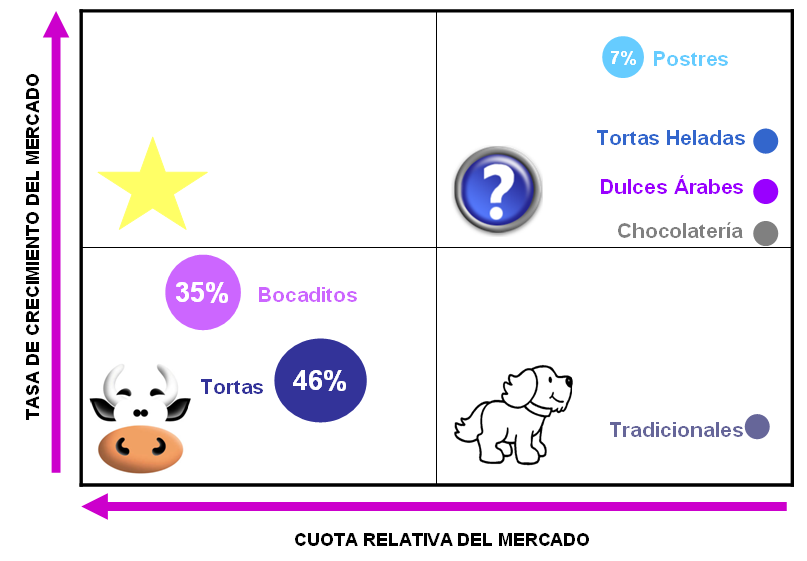 TASA DE CRECIMIENTO DEL MERCADO
7% Postres
Tortas Heladas
Dulces Árabes
?
Chocolatería
35% Bocaditos
Tortas 46%
Tradicionales
CUOTA RELATIVA DEL MERCADO